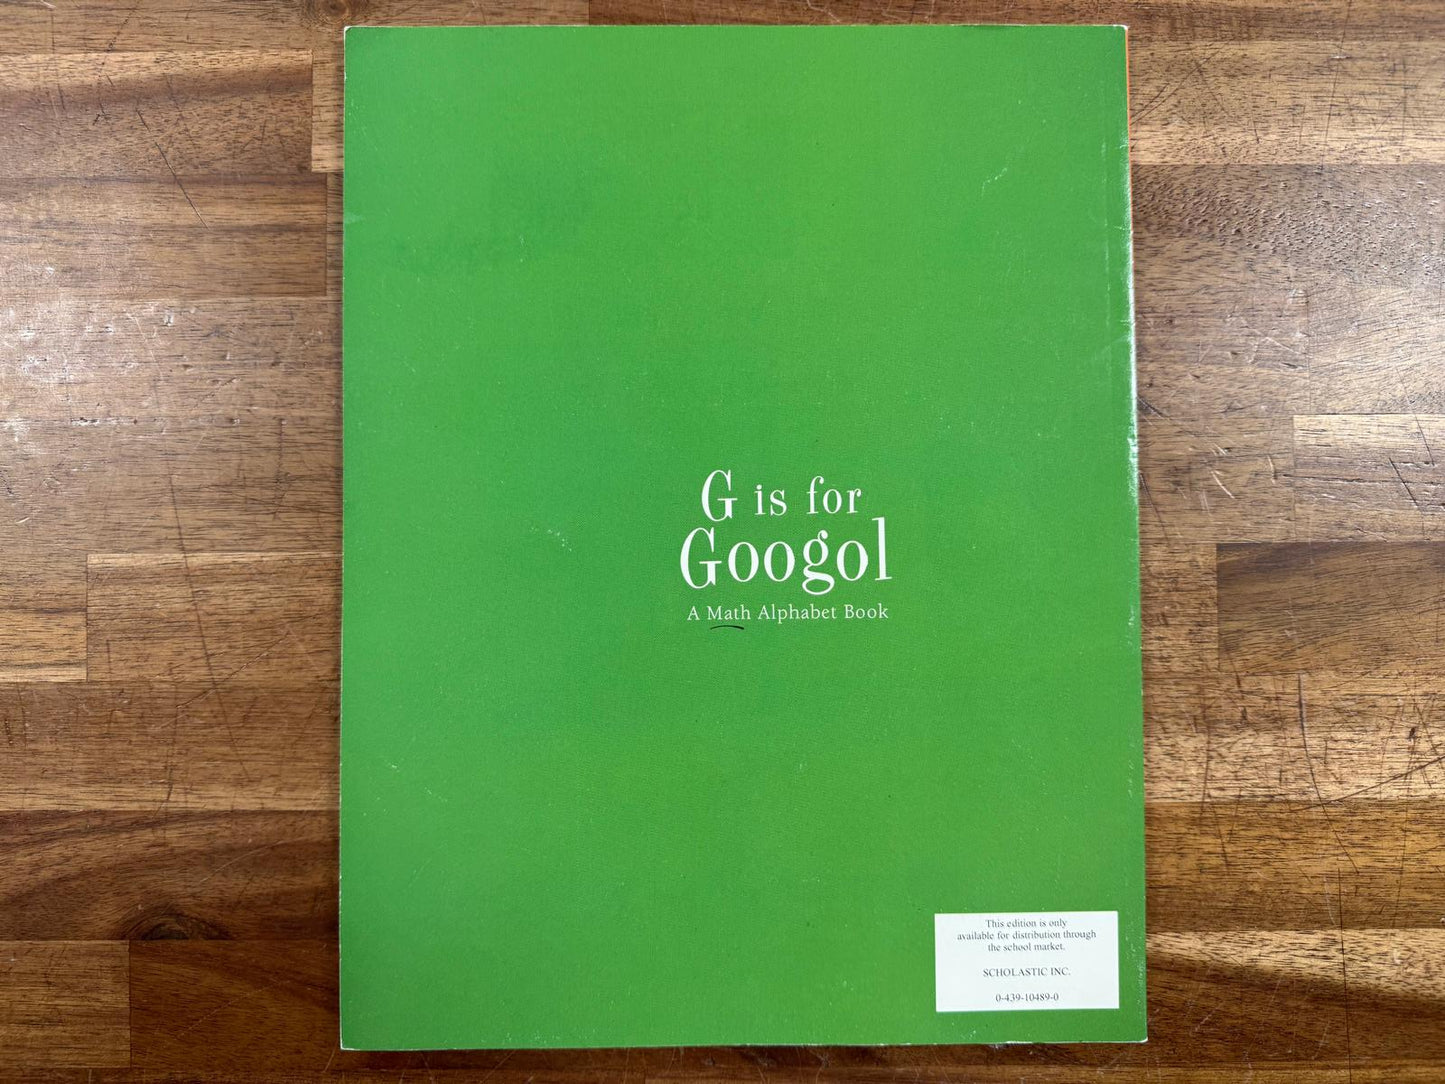 G is for
Googol
A Math Alphabet Book
This edition is only
available for distribution through
the school market.
SCHOLASTIC INC.
0-439-10489-0